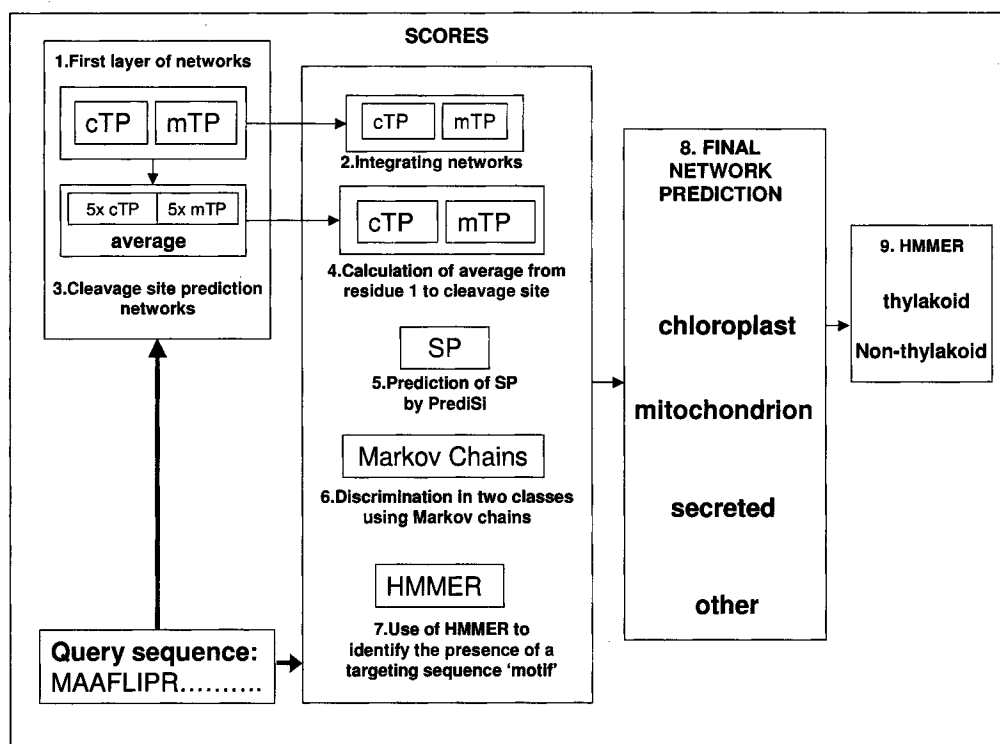 SCORES
1.First layer of networks
cTP mTP
5x cTP 5x mTP
average
3.Cleavage site prediction
networks
cTP mTP
2.Integrating networks
cTP mTP
4.Calculation of average from
residue 1 to cleavage site
SP
5.Prediction of SP
by PrediSi
Markov Chains
6.Discrimination in two classes
using Markov chains
HMMER
7.Use of HMMER to
identify the presence of a
targeting sequence ‘motif’
8. FINAL
NETWORK
PREDICTION
chloroplast
mitochondrion
secreted
other
9. HMMER
thylakoid
Non-thylakoid
Query sequence:
MAAFLIPR..........